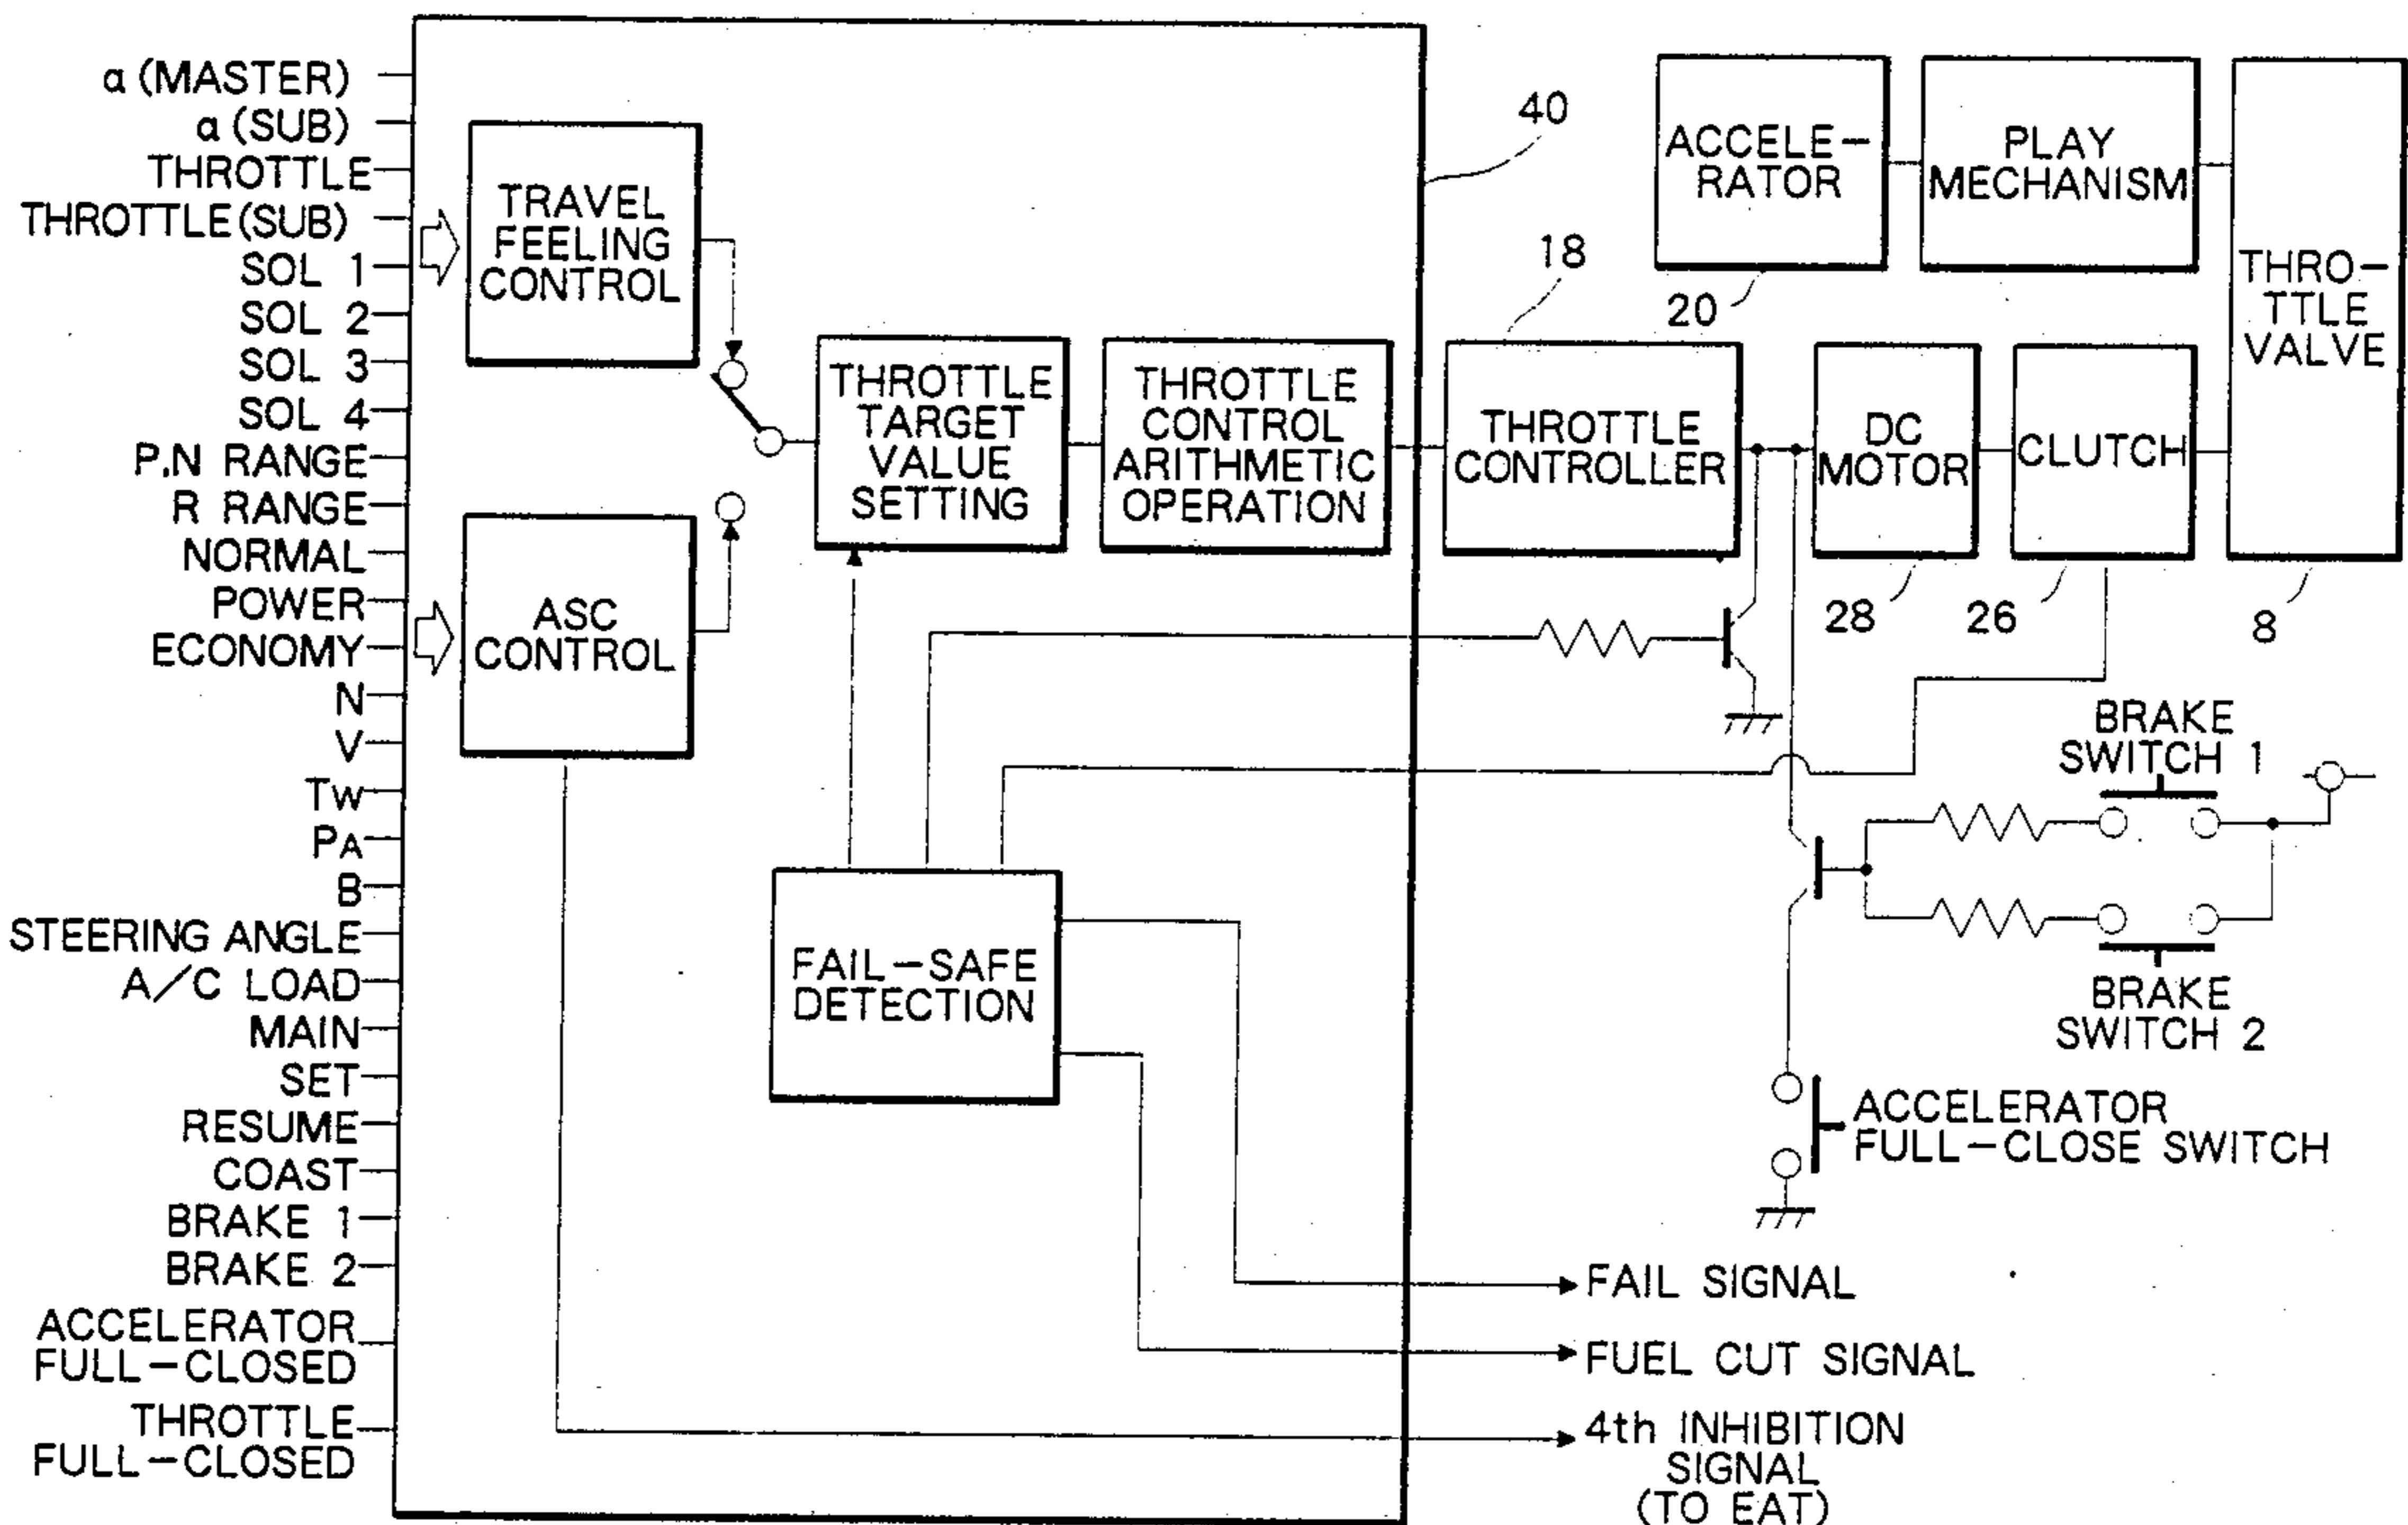 α (MASTER)
α (SUB)
THROTTLE
THROTTLE (SUB)
SOL 1
SOL 2
SOL 3
SOL 4
P,N RANGE
R RANGE
NORMAL
POWER
ECONOMY
N
V
TW
PA
B
STEERING ANGLE
A/C LOAD
MAIN
SET
RESUME
COAST
BRAKE 1
BRAKE 2
ACCELERATOR
FULL-CLOSED
THROTTLE
FULL-CLOSED
TRAVEL
FEELING
CONTROL
ASC
CONTROL
THROTTLE
TARGET
VALUE
SETTING
THROTTLE
CONTROL
ARITHMETIC
OPERATION
FAIL-SAFE
DETECTION
40
18
THROTTLE
CONTROLLER
ACCELE-
RATOR
20
PLAY
MECHANISM
THRO-
TTLE
VALVE
8
DC
MOTOR
28
CLUTCH
26
BRAKE
SWITCH 1
BRAKE
SWITCH 2
ACCELERATOR
FULL-CLOSE SWITCH
FAIL SIGNAL
FUEL CUT SIGNAL
4th INHIBITION
SIGNAL
(TO EAT)